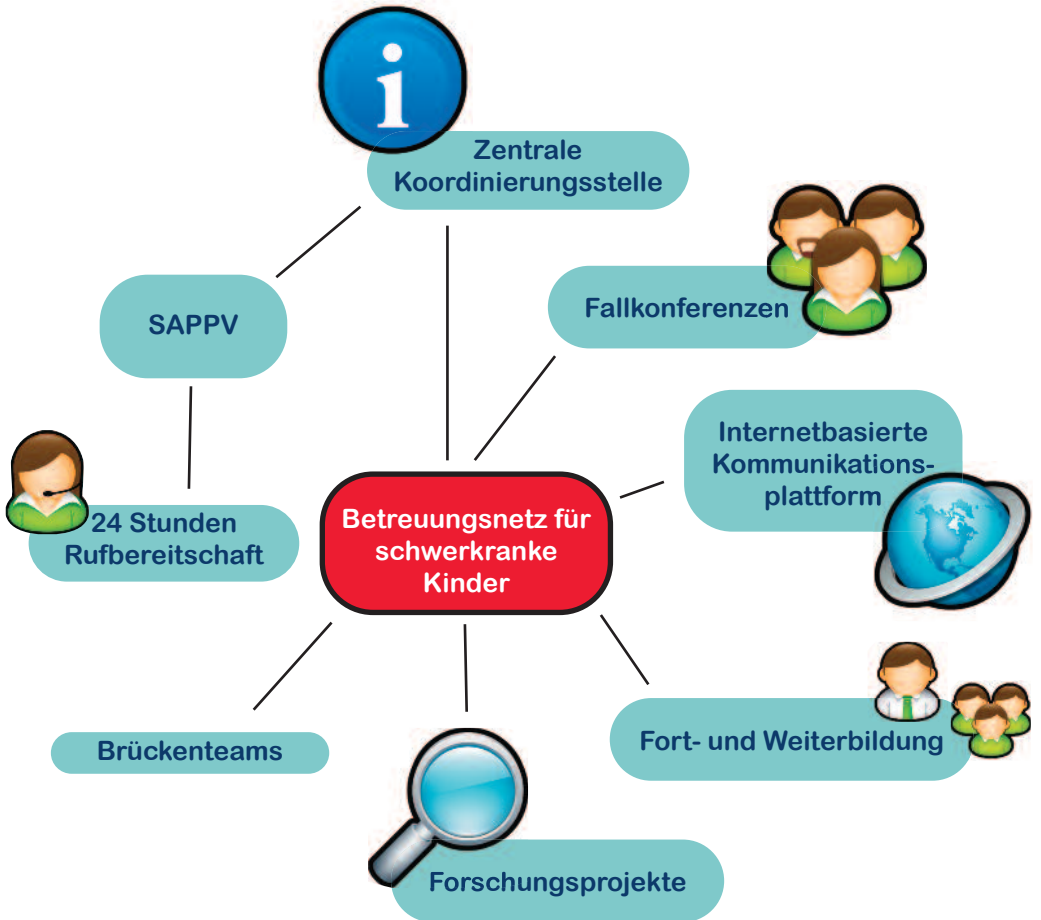 Zentrale
Koordinierungsstelle
SAPPV
Fallkonferenzen
Internetbasierte
Kommunikations-
plattform
24 Stunden
Rufbereitschaft
Betreuungsnetz für
schwerkranke
Kinder
Brückenteams
Fort- und Weiterbildung
Forschungsprojekte